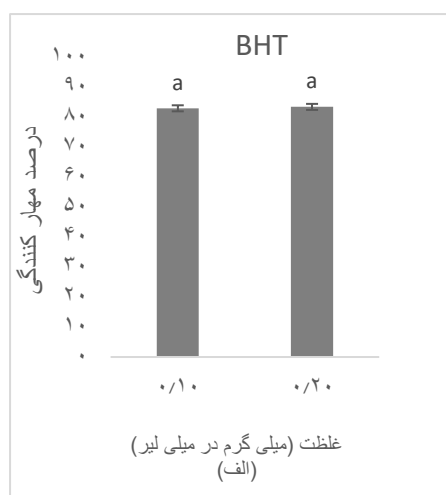 BHT
۱۰۰
۹۰
۸۰
۷۰
۶۰
۵۰
۴۰
۳۰
۲۰
۱۰
۰
درصد مهار کنندگی
a
a
۰/۱۰
۰/۲۰
غلظت (میلی گرم در میلی لیر)
(الف)